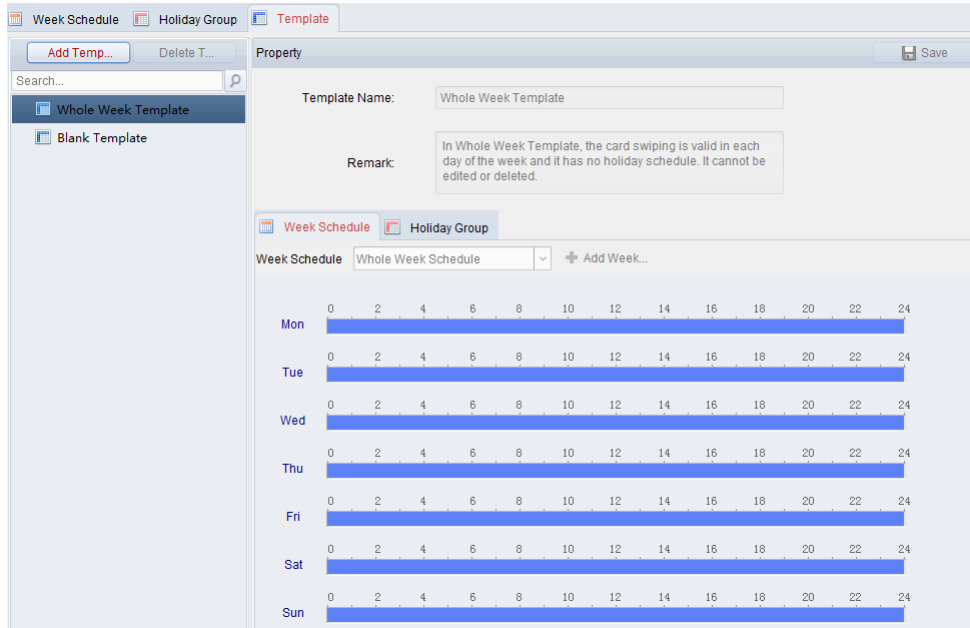 Week Schedule Holiday Group Template
Add Temp... Delete T... Property Save
Search...
Whole Week Template
Blank Template
Template Name: Whole Week Template
Remark: In Whole Week Template, the card swiping is valid in each
day of the week and it has no holiday schedule. It cannot be
edited or deleted.
Week Schedule Holiday Group
Week Schedule Whole Week Schedule Add Week...
0 2 4 6 8 10 12 14 16 18 20 22 24
Mon
0 2 4 6 8 10 12 14 16 18 20 22 24
Tue
0 2 4 6 8 10 12 14 16 18 20 22 24
Wed
0 2 4 6 8 10 12 14 16 18 20 22 24
Thu
0 2 4 6 8 10 12 14 16 18 20 22 24
Fri
0 2 4 6 8 10 12 14 16 18 20 22 24
Sat
0 2 4 6 8 10 12 14 16 18 20 22 24
Sun